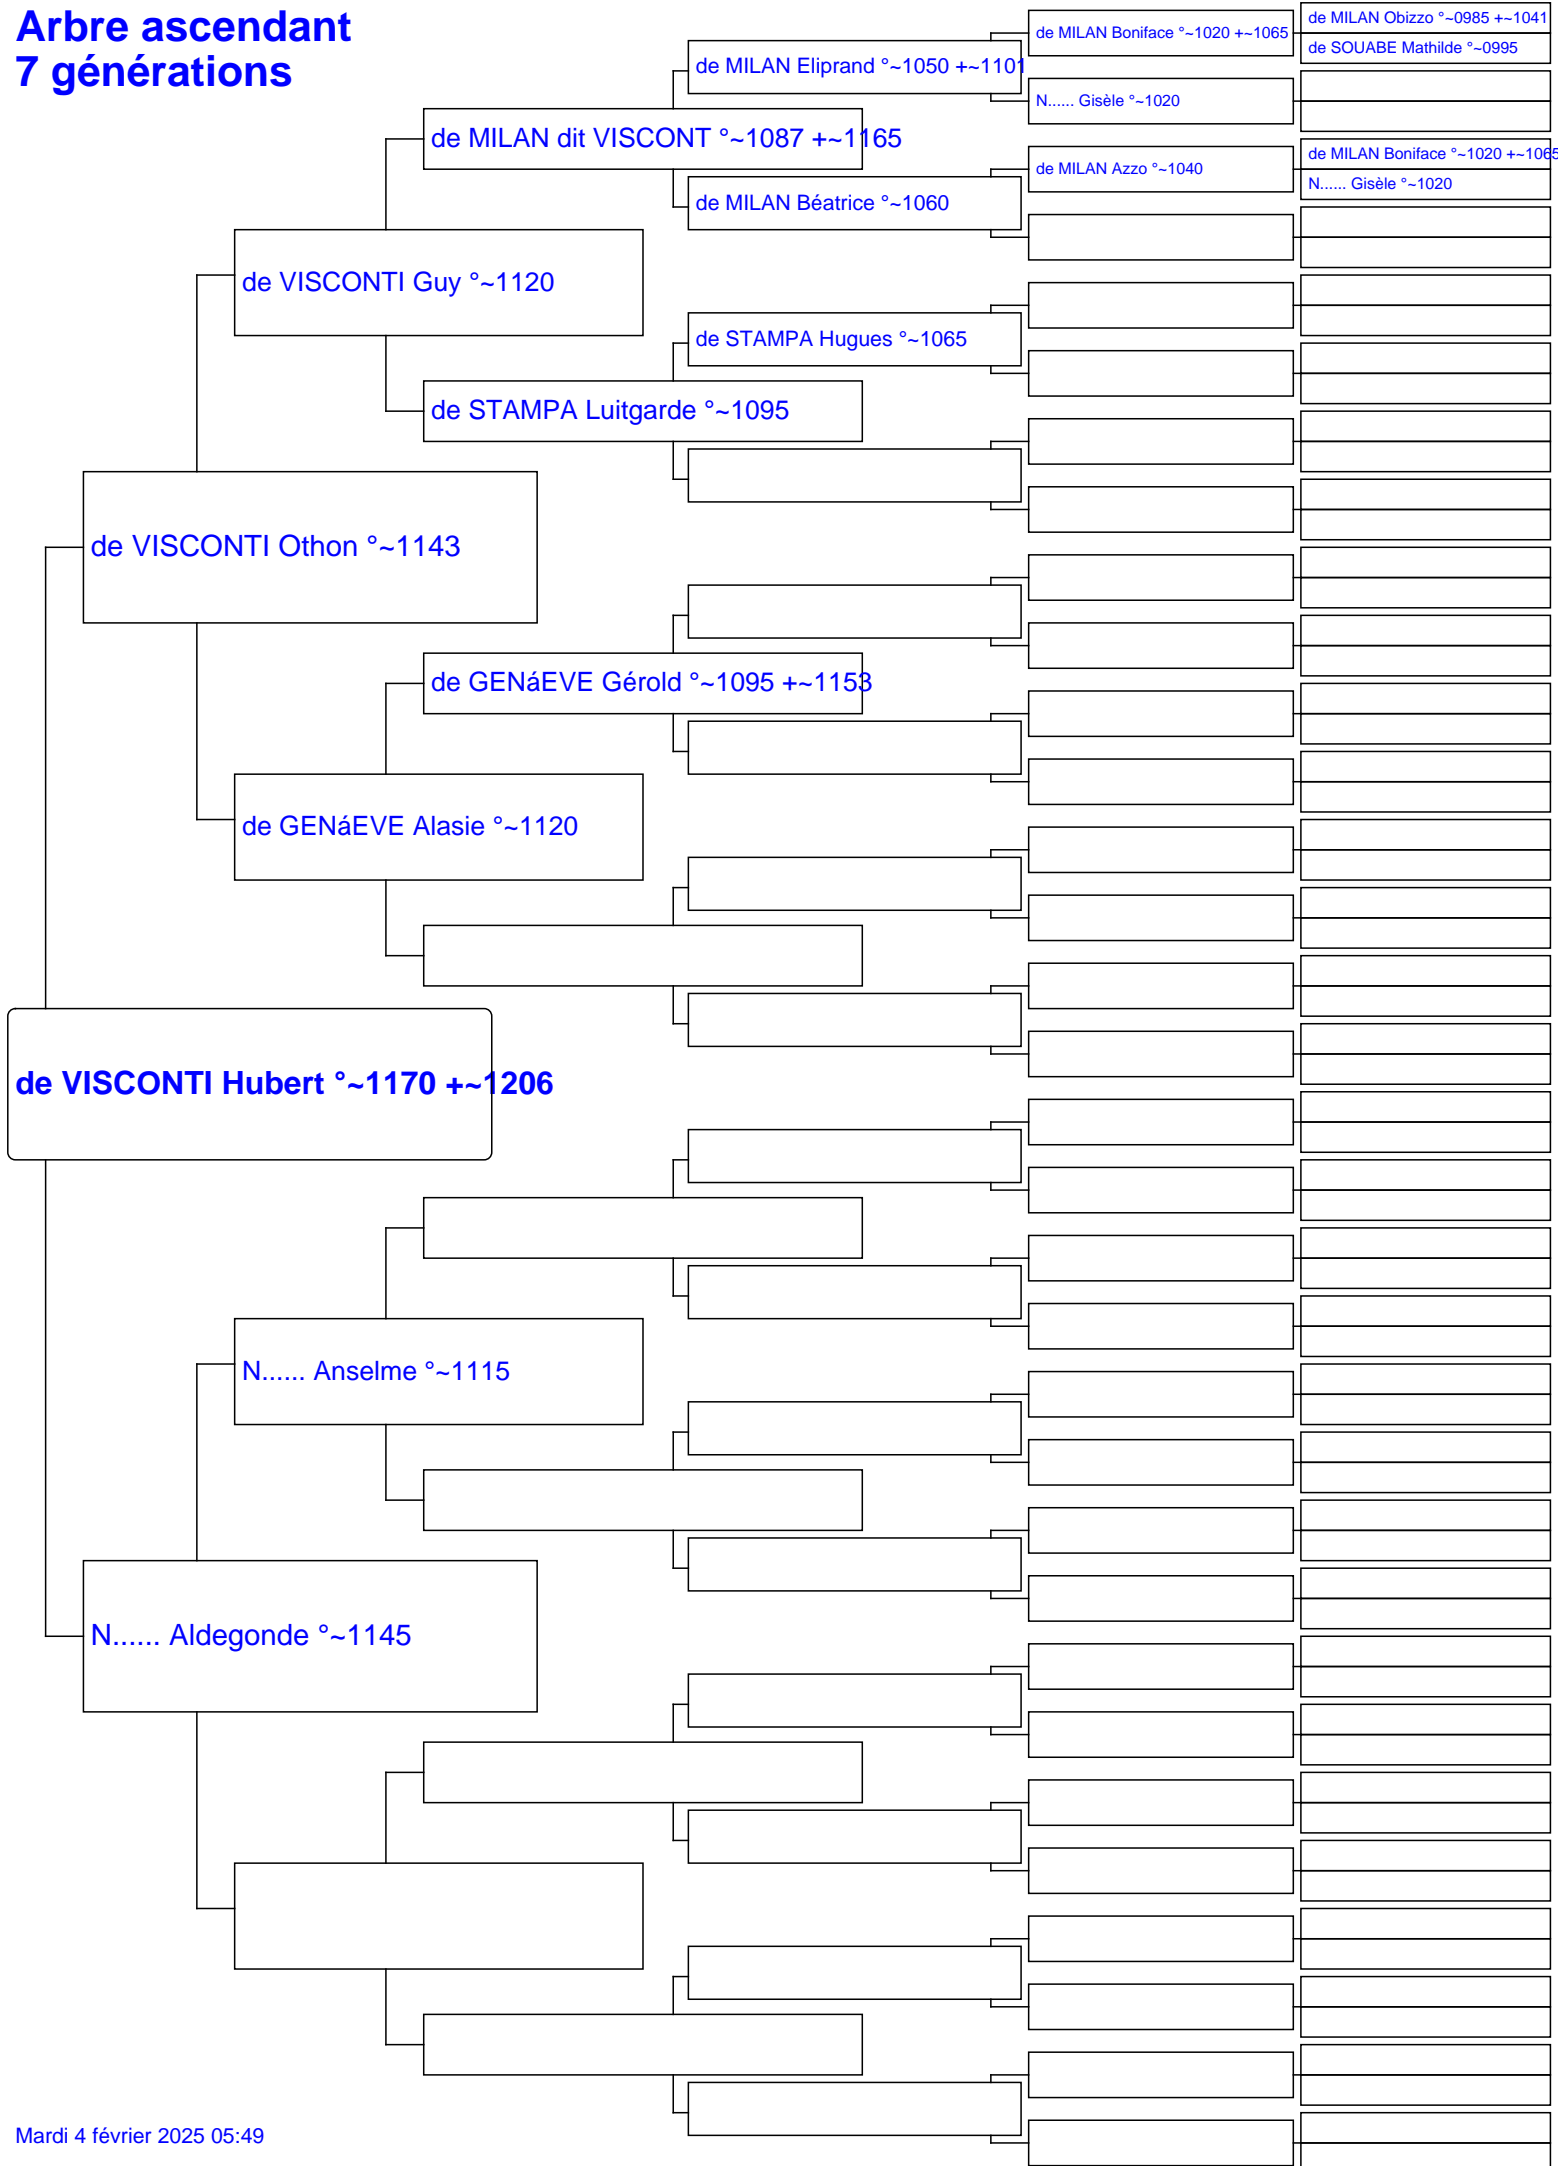 Arbre ascendant
7 générations
de MILAN Obizzo °~0985 +~1041
de MILAN Boniface °~1020 +~1065
de SOUABE Mathilde °~0995
de MILAN Eliprand °~1050 +~1101
N...... Gisèle °~1020
de MILAN dit VISCONT °~1087 +~1165
de MILAN Boniface °~1020 +~1065
de MILAN Azzo °~1040
N...... Gisèle °~1020
de MILAN Béatrice °~1060
de VISCONTI Guy °~1120
de STAMPA Hugues °~1065
de STAMPA Luitgarde °~1095
de VISCONTI Othon °~1143
de GENáEVE Gérold °~1095 +~1153
de GENáEVE Alasie °~1120
de VISCONTI Hubert °~1170 +~1206
N...... Anselme °~1115
N...... Aldegonde °~1145
Mardi 4 février 2025 05:49